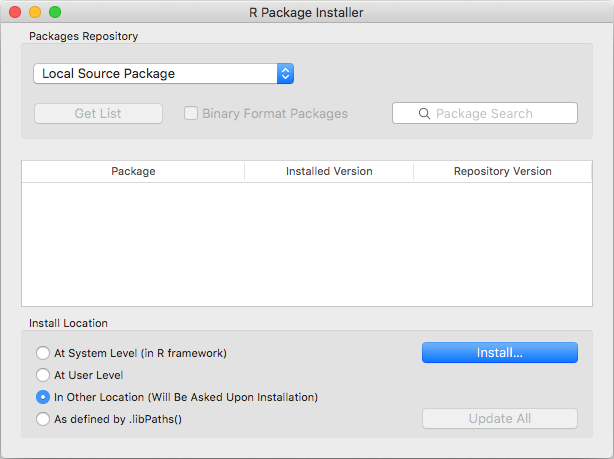 R Package Installer
Packages Repository
Local Source Package
Get List Binary Format Packages Package Search
Package Installed Version Repository Version
Install Location
At System Level (in R framework) Install...
At User Level
In Other Location (Will Be Asked Upon Installation)
As defined by .libPaths() Update All